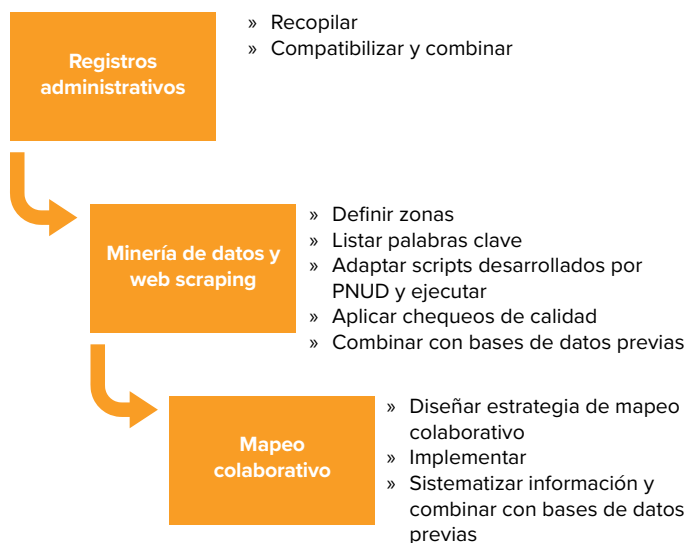 Registros
administrativos
» Recopilar
» Compatibilizar y combinar
Minería de datos y
web scraping
» Definir zonas
» Listar palabras clave
» Adaptar scripts desarrollados por
PNUD y ejecutar
» Aplicar chequeos de calidad
» Combinar con bases de datos previas
Mapeo
colaborativo
» Diseñar estrategia de mapeo
colaborativo
» Implementar
» Sistematizar información y
combinar con bases de datos
previas